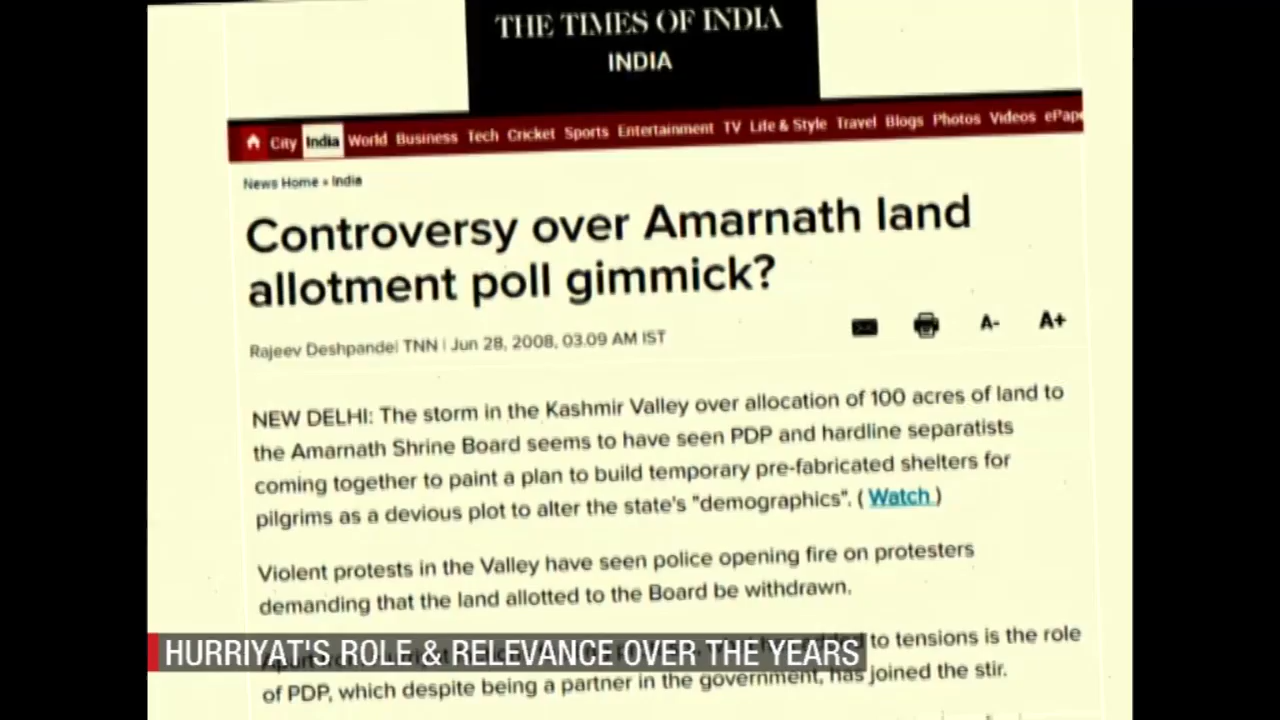 THE TIMES OF INDIA
INDIA
City India World Business Tech Cricket Sports Entertainment TV Life & Style Travel Blogs Photos Videos ePap
News Home » India
Controversy over Amarnath land
allotment poll gimmick?
Rajeev Deshpande| TNN | Jun 28, 2008, 03.09 AM IST
A- A+
NEW DELHI: The storm in the Kashmir Valley over allocation of 100 acres of land to
the Amarnath Shrine Board seems to have seen PDP and hardline separatists
coming together to paint a plan to build temporary pre-fabricated shelters for
pilgrims as a devious plot to alter the state's "demographics". ( Watch )
Violent protests in the Valley have seen police opening fire on protesters
demanding that the land allotted to the Board be withdrawn.
to tensions is the role
HURRIYAT'S ROLE & RELEVANCE OVER THE YEARS
of PDP, which despite being a partner in the government, has joined the stir.